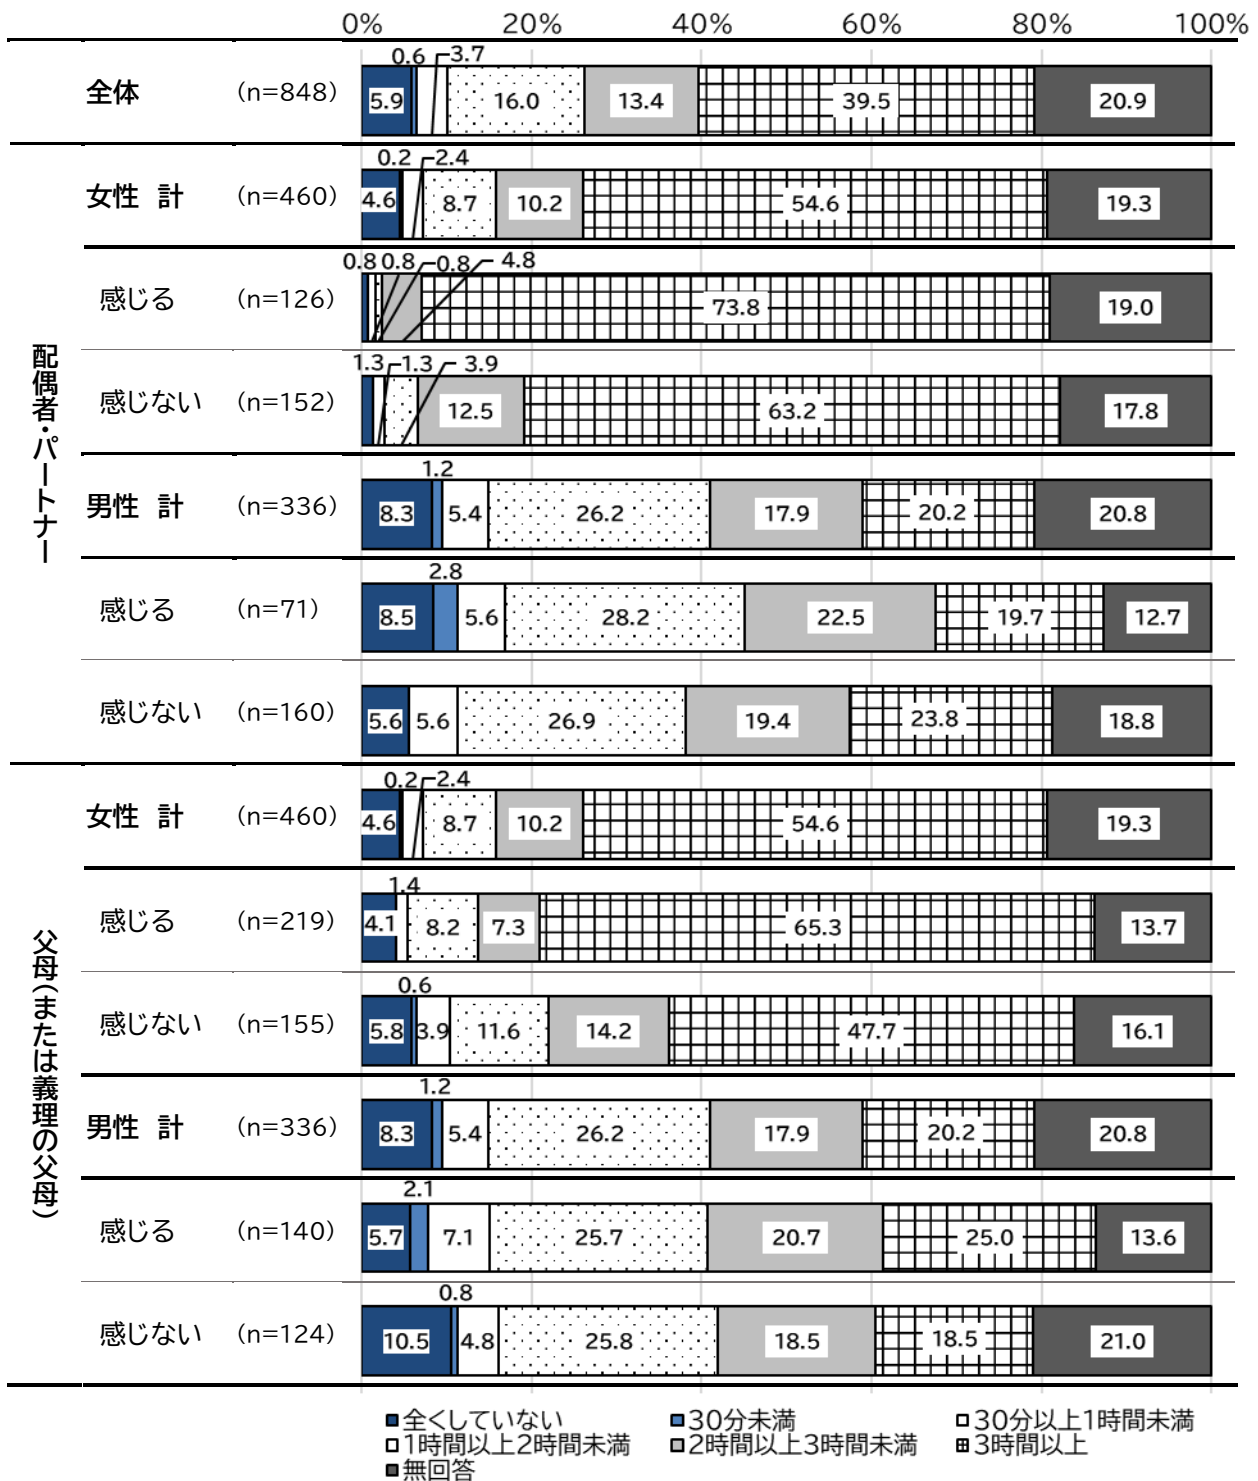 0% 20% 40% 60% 80% 100%
0.6 3.7
全体 (n=848) 5.9 16.0 13.4 39.5 20.9
0.2 2.4
女性 計 (n=460) 4.6 8.7 10.2 54.6 19.3
0.8 0.8 0.8 4.8
感じる (n=126) 73.8 19.0
1.3 1.3 3.9
感じない (n=152) 12.5 63.2 17.8
配偶者・パートナー
1.2
男性 計 (n=336) 8.3 5.4 26.2 17.9 20.2 20.8
2.8
感じる (n=71) 8.5 5.6 28.2 22.5 19.7 12.7
感じない (n=160) 5.6 5.6 26.9 19.4 23.8 18.8
0.2 2.4
女性 計 (n=460) 4.6 8.7 10.2 54.6 19.3
1.4
感じる (n=219) 4.1 8.2 7.3 65.3 13.7
0.6
感じない (n=155) 5.8 3.9 11.6 14.2 47.7 16.1
父母(または義理の父母)
1.2
男性 計 (n=336) 8.3 5.4 26.2 17.9 20.2 20.8
2.1
感じる (n=140) 5.7 7.1 25.7 20.7 25.0 13.6
0.8
感じない (n=124) 10.5 4.8 25.8 18.5 18.5 21.0
全くしていない 30分未満 30分以上1時間未満
1時間以上2時間未満 2時間以上3時間未満 3時間以上
無回答